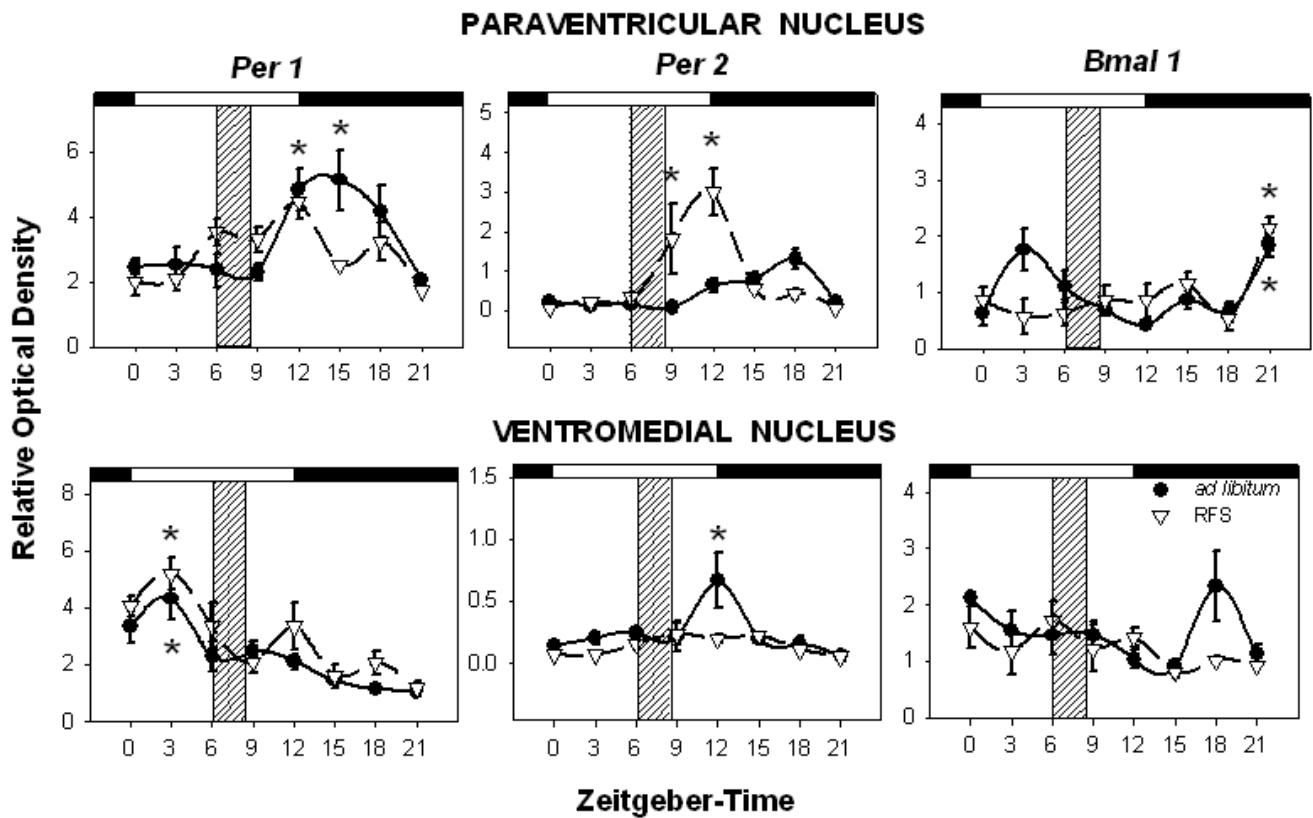 PARAVENTRICULAR NUCLEUS
Per 1
Per 2
Bmal 1
6
4
2
0
0 3 6 9 12 15 18 21
5
4
3
2
1
0
0 3 6 9 12 15 18 21
4
3
2
1
0
0 3 6 9 12 15 18 21
* *
* *
*
*
Relative Optical Density
VENTROMEDIAL NUCLEUS
8
6
4
2
0
0 3 6 9 12 15 18 21
*
*
1.5
1.0
0.5
0.0
0 3 6 9 12 15 18 21
*
4
3
2
1
0
0 3 6 9 12 15 18 21
ad libitum
RFS
Zeitgeber-Time